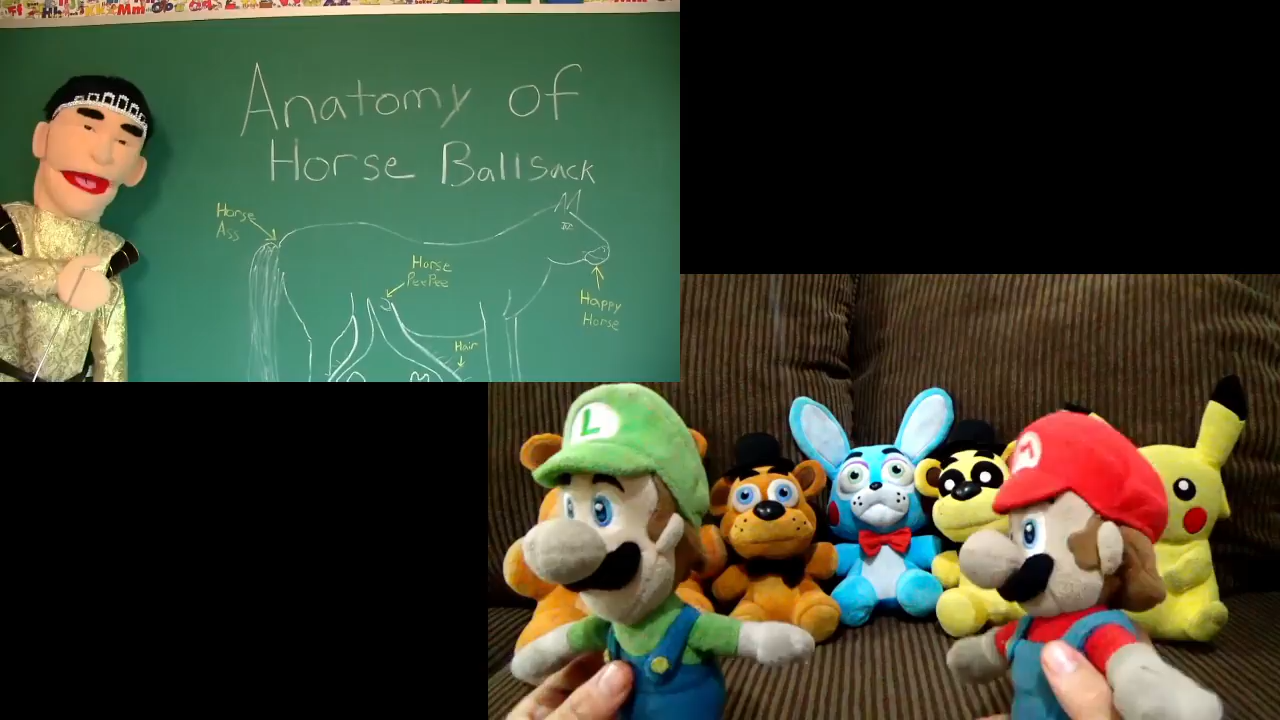 Anatomy of
Horse Ballsack
Horse
Ass
Horse
PeePee
Happy
Horse
Hair
L
M